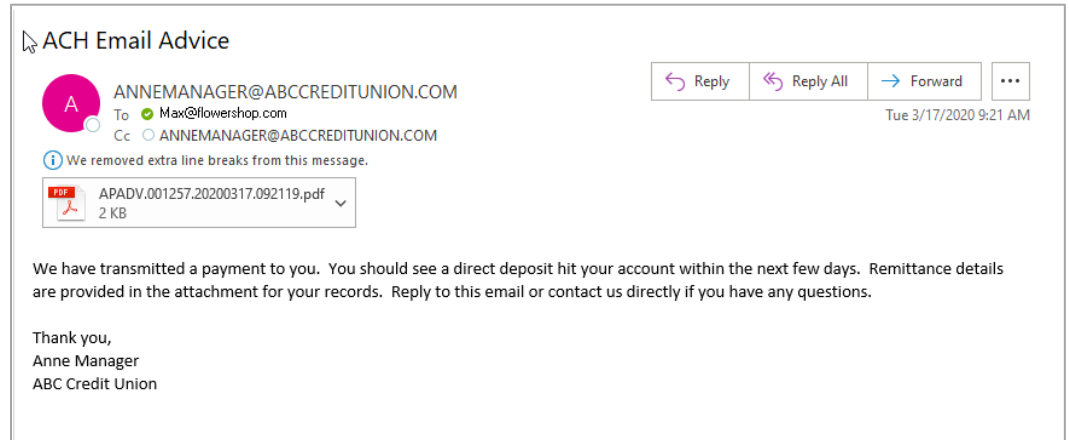 ACH Email Advice
Reply
Reply All
Forward
A
ANNEMANAGER@ABCCREDITUNION.COM
To Max@flowershop.com
Cc ANNEMANAGER@ABCCREDITUNION.COM
Tue 3/17/2020 9:21 AM
We removed extra line breaks from this message.
PDF
APADV.001257.20200317.092119.pdf
2 KB
We have transmitted a payment to you.  You should see a direct deposit hit your account within the next few days.  Remittance details
are provided in the attachment for your records.  Reply to this email or contact us directly if you have any questions.
Thank you,
Anne Manager
ABC Credit Union